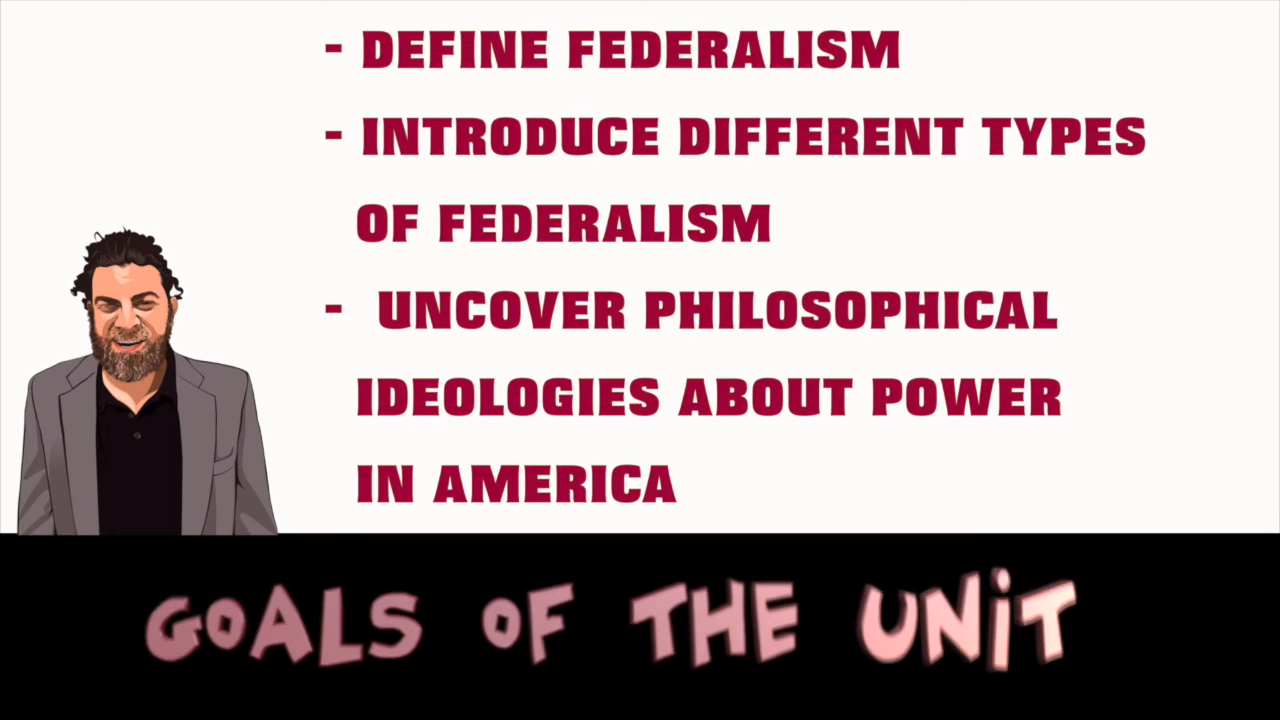 - DEFINE FEDERALISM
- INTRODUCE DIFFERENT TYPES
OF FEDERALISM
- UNCOVER PHILOSOPHICAL
IDEOLOGIES ABOUT POWER
IN AMERICA
GOALS OF THE UNiT